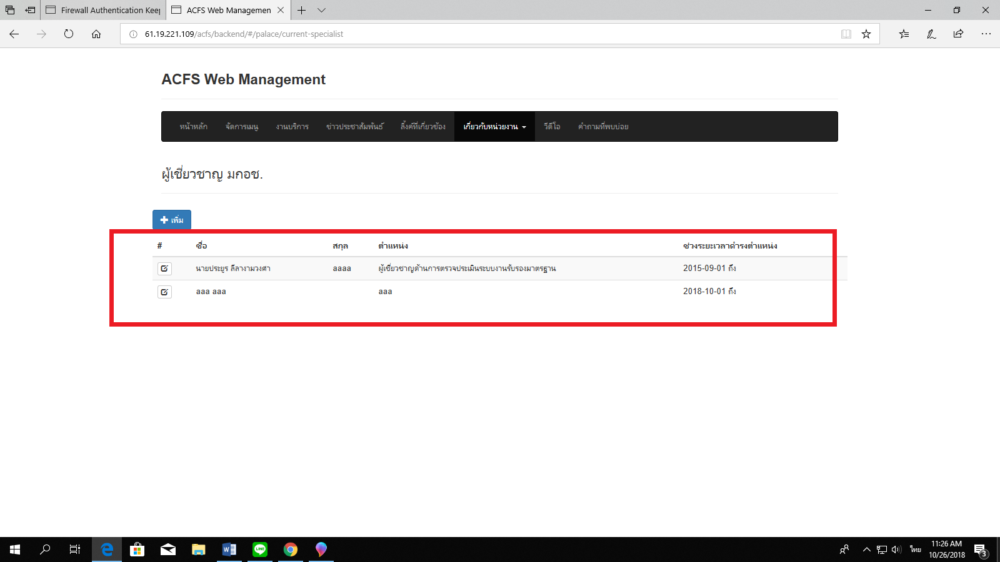 Firewall Authentication Keep
ACFS Web Managemen
61.19.221.109/acfs/backend/#/palace/current-specialist
ACFS Web Management
หน้าหลัก จัดการเมนู งานบริการ ข่าวประชาสัมพันธ์ ลิ้งค์ที่เกี่ยวข้อง เกี่ยวกับหน่วยงาน วีดีโอ คำถามที่พบบ่อย
ผู้เชี่ยวชาญ มกอช.
เพิ่ม
# ชื่อ สกุล ตำแหน่ง ช่วงระยะเวลาดำรงตำแหน่ง
นายประยูร ลีลางามวงศา aaaa ผู้เชี่ยวชาญด้านการตรวจประเมินระบบงานรับรองมาตรฐาน 2015-09-01 ถึง
aaa aaa aaa 2018-10-01 ถึง
ไทย
11:26 AM
10/26/2018
3
W
LINE